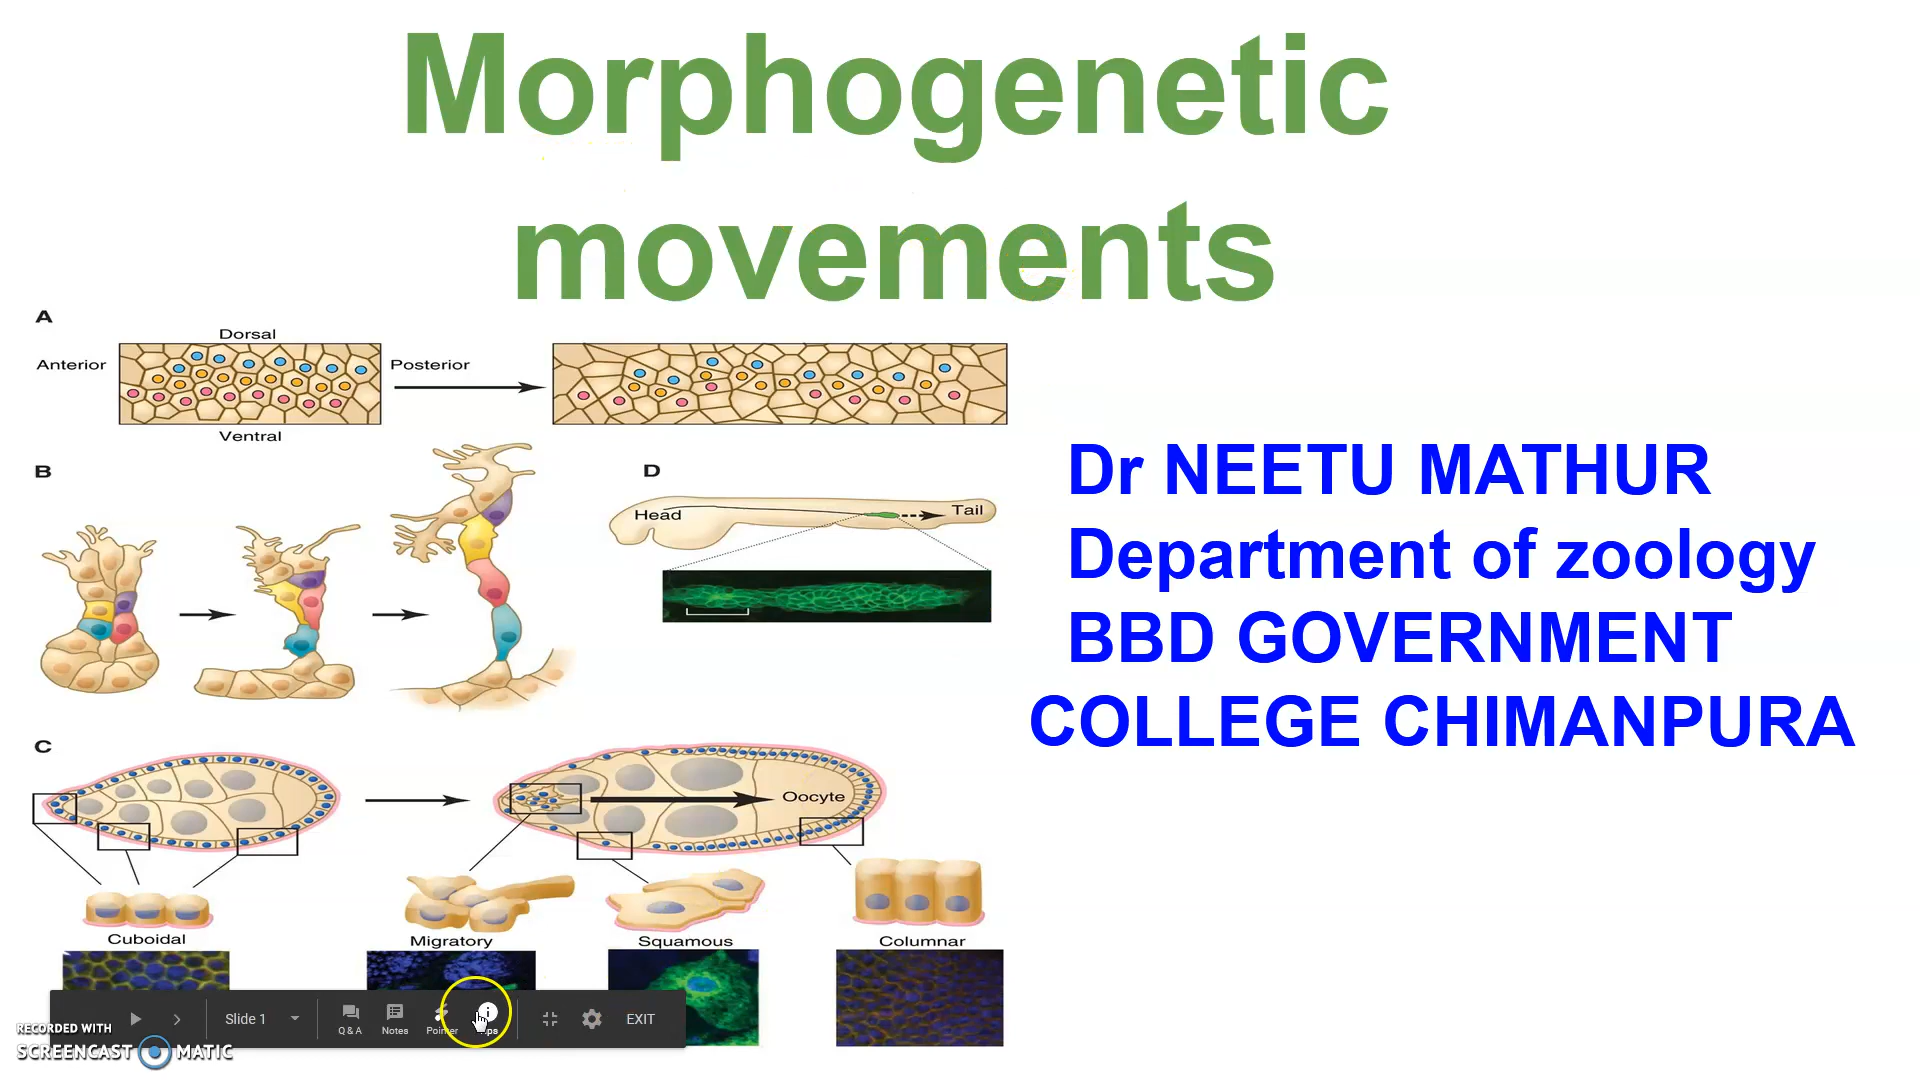 Morphogenetic
movements
A
Dorsal
Anterior
Posterior
Ventral
B
D
Head
Tail
Dr NEETU MATHUR
Department of zoology
BBD GOVERNMENT
COLLEGE CHIMANPURA
C
Oocyte
Cuboidal
Migratory
Squamous
Columnar
Slide 1
Q & A
Notes
Pointer
EXIT
RECORDED WITH
SCREENCAST MATIC